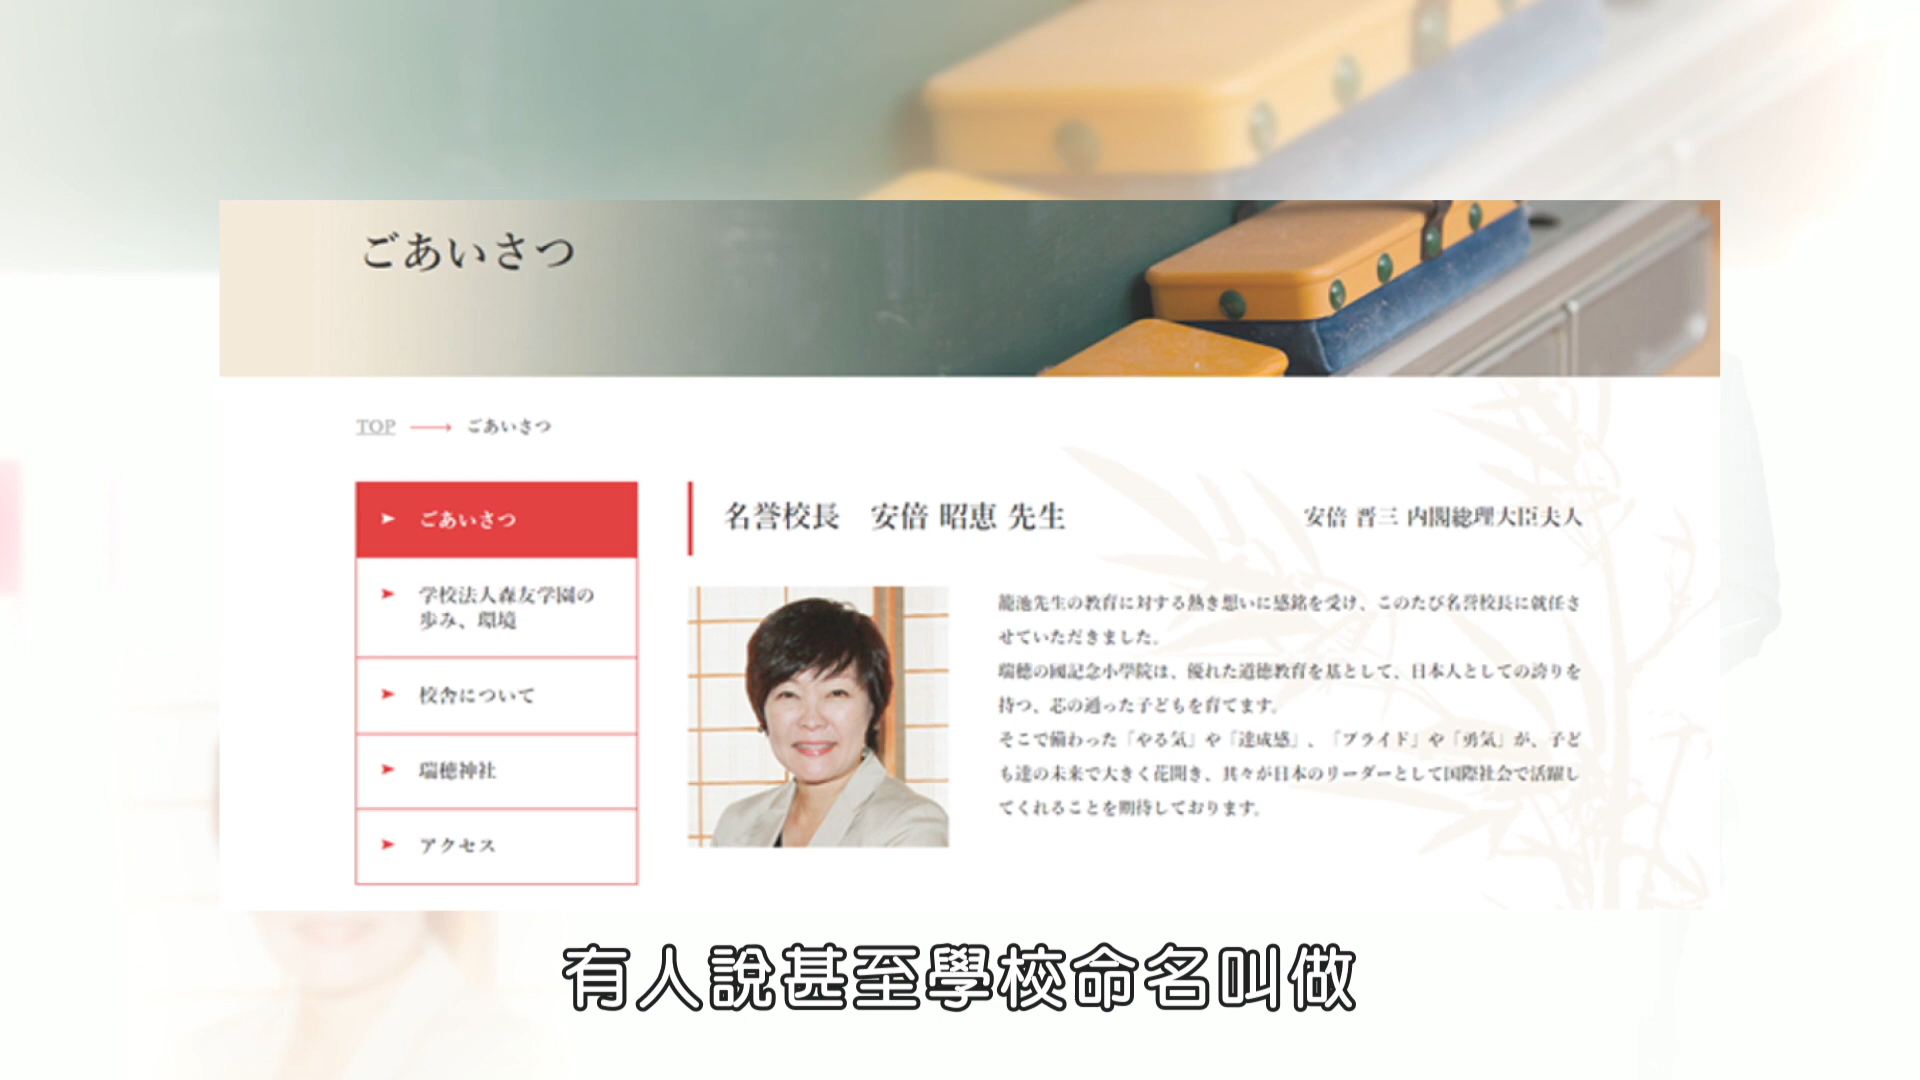 ごあいさつ
TOP ごあいさつ
ごあいさつ
学校法人森友学園の
歩み、環境
校舎について
瑞穂神社
アクセス
名誉校長 安倍 昭恵 先生
安倍 晋三 内閣総理大臣夫人
籠池先生の教育に対する熱き想いに感銘を受け、このたび名誉校長に就任さ
せていただきました。
瑞穂の國記念小學院は、優れた道徳教育を基として、日本人としての誇りを
持つ、芯の通った子どもを育てます。
そこで備わった「やる気」や「達成感」、「プライド」や「勇気」が、子ど
も達の未来で大きく花開き、其々が日本のリーダーとして国際社会で活躍し
てくれることを期待しております。
有人說甚至學校命名叫做